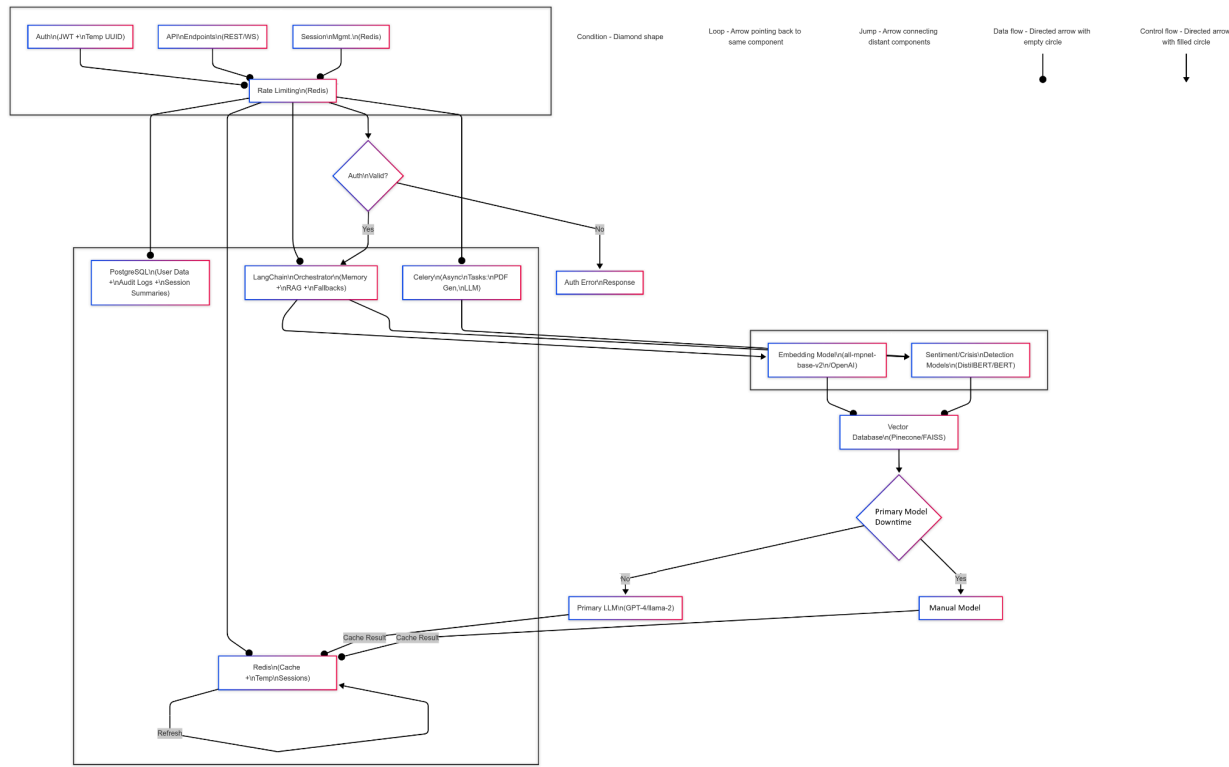 Auth\n(JWT +\nTemp UUID)
API\nEndpoints\n(REST/WS)
Session\nMgmt.\n(Redis)
Condition - Diamond shape
Loop - Arrow pointing back to
same component
Jump - Arrow connecting
distant components
Data flow - Directed arrow with
empty circle
Control flow - Directed arrow
with filled circle
Rate Limiting\n(Redis)
Auth\nValid?
Yes
No
PostgreSQL\n(User Data
+\nAudit Logs +\nSession
Summaries)
LangChain\nOrchestrator\n(Memory
+\nRAG +\nFallbacks)
Celery\n(Async\nTasks:\nPDF
Gen,\nLLM)
Auth Error\nResponse
Embedding Model\n(all-mpnet-
base-v2\n/OpenAI)
Sentiment/Crisis\nDetection
Models\n(DistilBERT/BERT)
Vector
Database\n(Pinecone/FAISS)
Primary Model
Downtime
No
Yes
Primary LLM\n(GPT-4/llama-2)
Manual Model
Cache Result
Cache Result
Redis\n(Cache
+\nTemp\nSessions)
Refresh